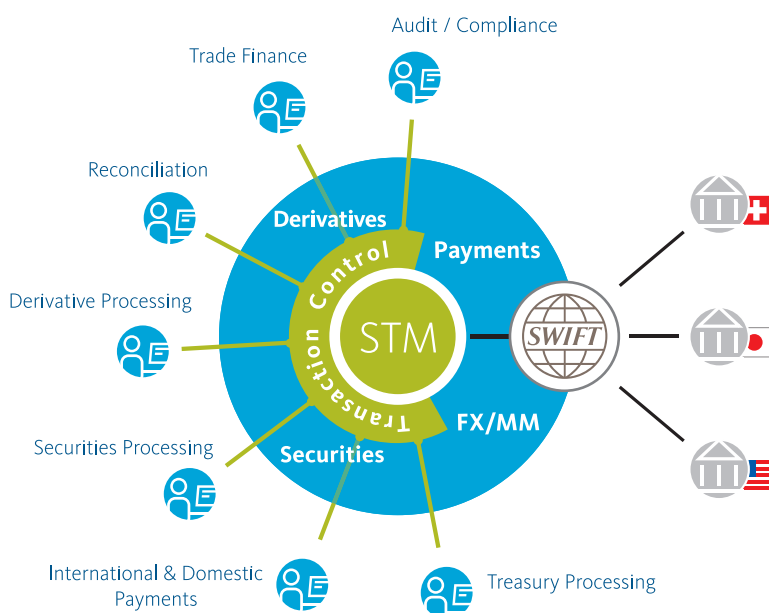 Audit / Compliance
Trade Finance
Reconciliation
Derivatives
Payments
Control
Derivative Processing
STM
SWIFT
Transaction
FX/MM
Securities Processing
Securities
International & Domestic
Payments
Treasury Processing